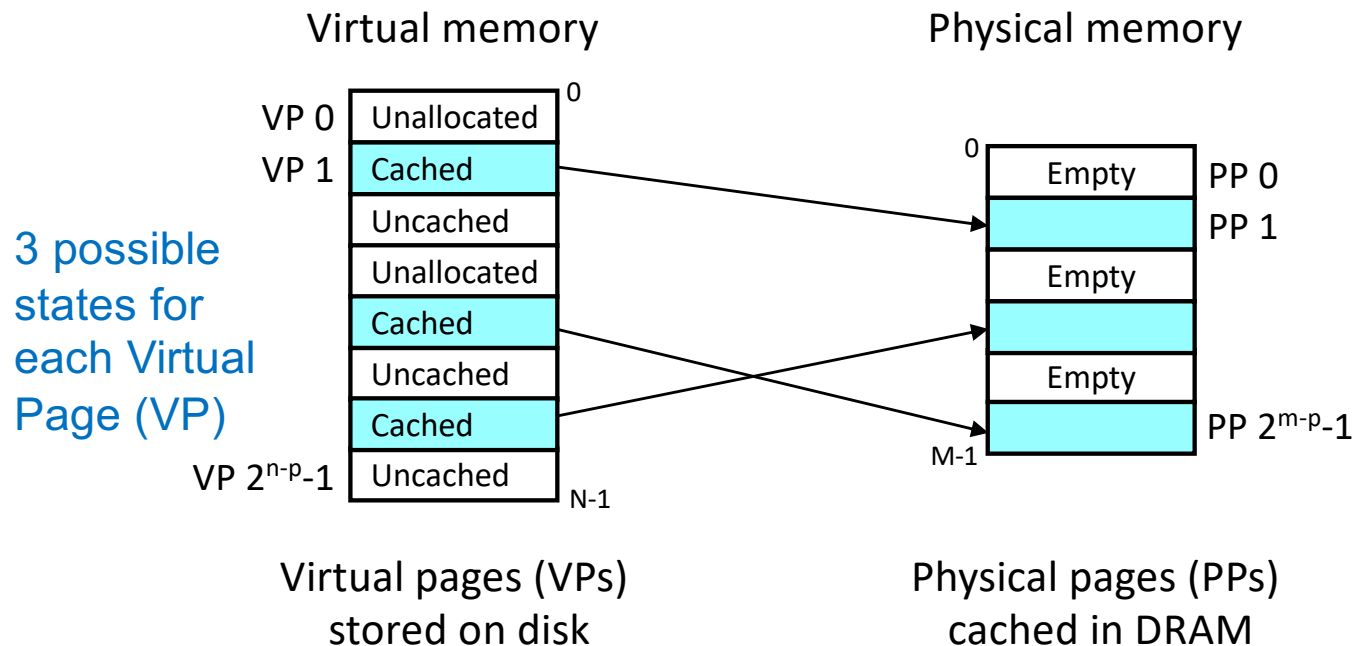 Virtual memory
Physical memory
0
VP 0
Unallocated
VP 1
Cached
Uncached
Unallocated
Cached
Uncached
Cached
VP 2ⁿ⁻ᵖ-1
Uncached
N-1
3 possible
states for
each Virtual
Page (VP)
0
Empty
PP 0
PP 1
Empty
Empty
PP 2ᵐ⁻ᵖ-1
M-1
Virtual pages (VPs)
stored on disk
Physical pages (PPs)
cached in DRAM